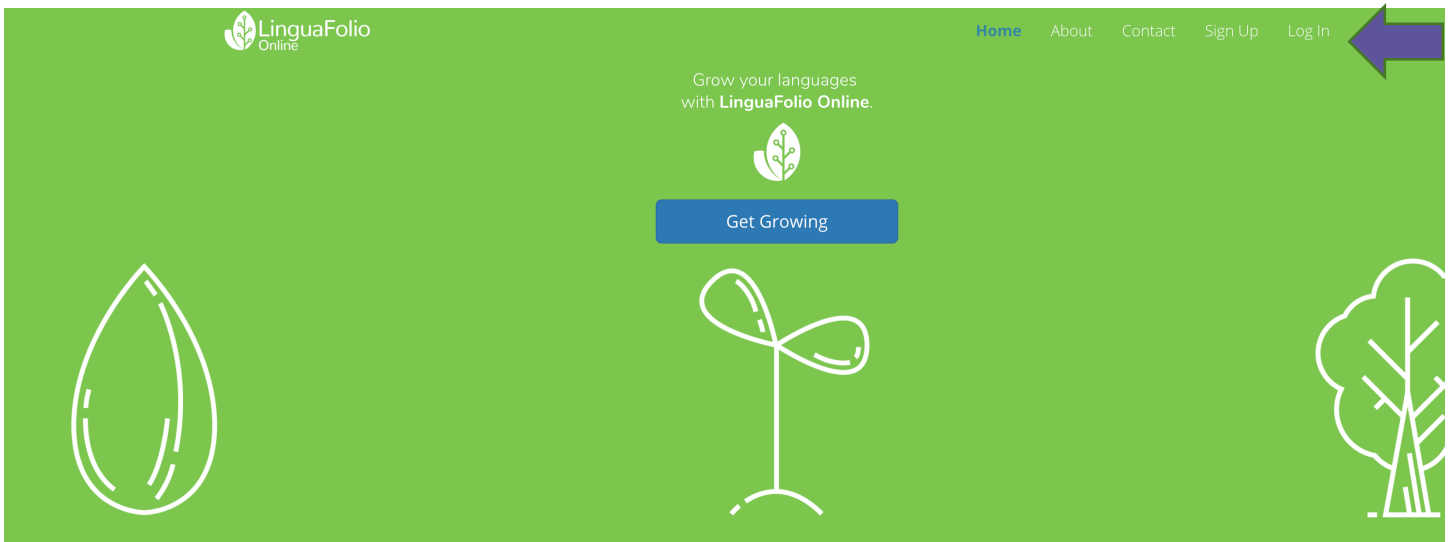 LinguaFolio
Online
Home About Contact Sign Up Log In
Grow your languages
with LinguaFolio Online.
Get Growing